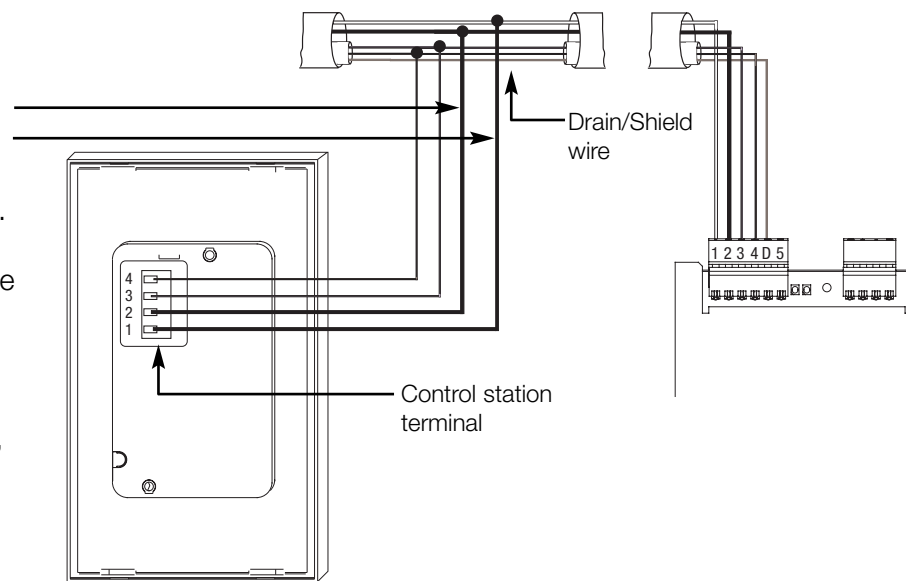 Drain/Shield
wire
.
e
,
4
3
2
1
1 2 3 4 D 5
Control station
terminal